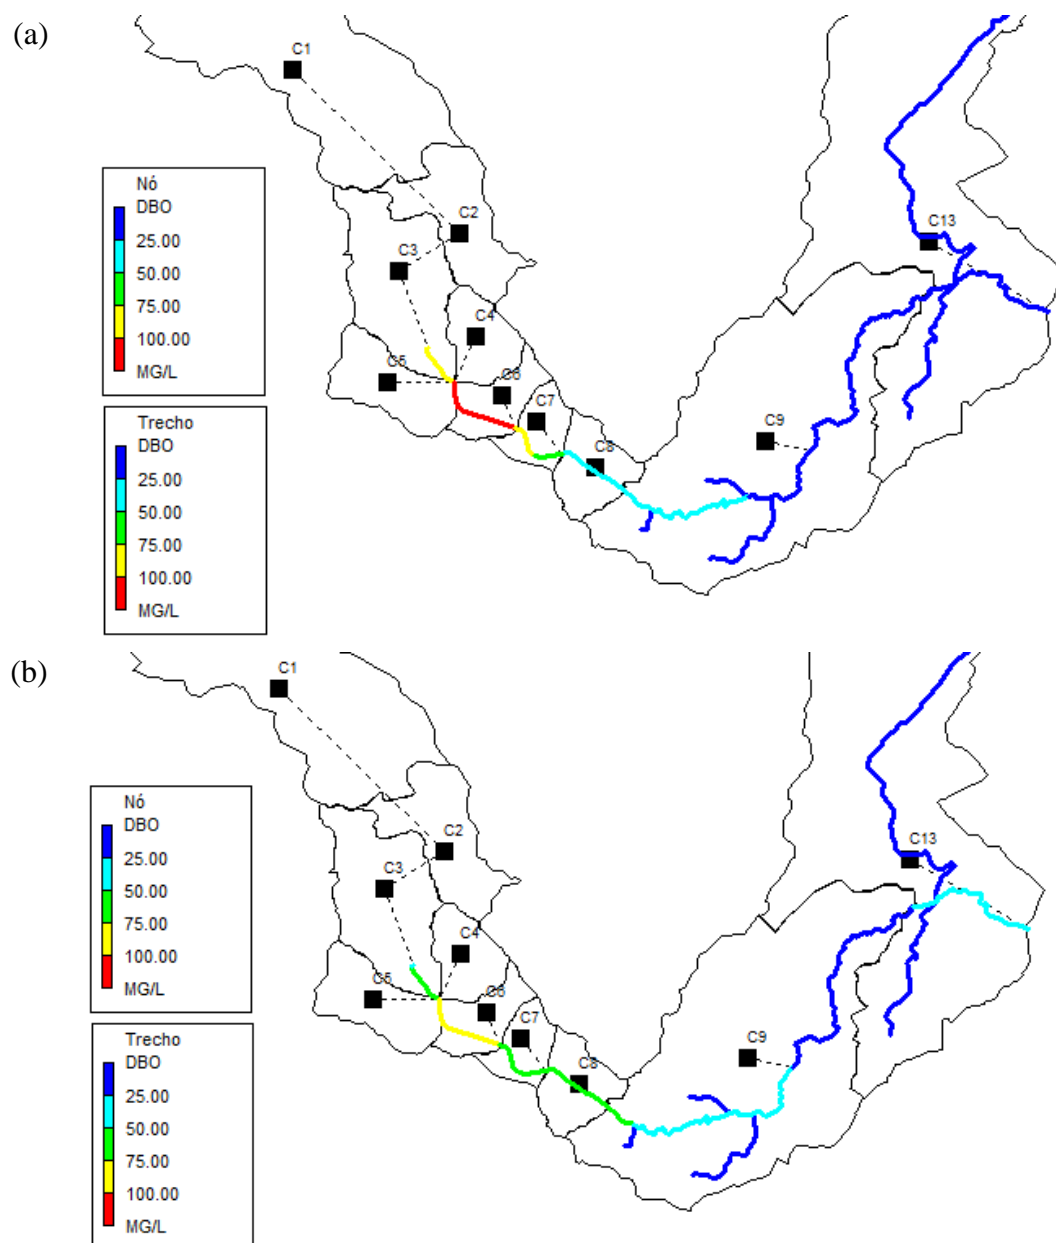 (a)
C1
C2
C3
C4
C5
C6
C7
C8
C9
C13
Nó
DBO
25.00
50.00
75.00
100.00
MG/L
Trecho
DBO
25.00
50.00
75.00
100.00
MG/L
(b)
C1
C2
C3
C4
C5
C6
C7
C8
C9
C13
Nó
DBO
25.00
50.00
75.00
100.00
MG/L
Trecho
DBO
25.00
50.00
75.00
100.00
MG/L